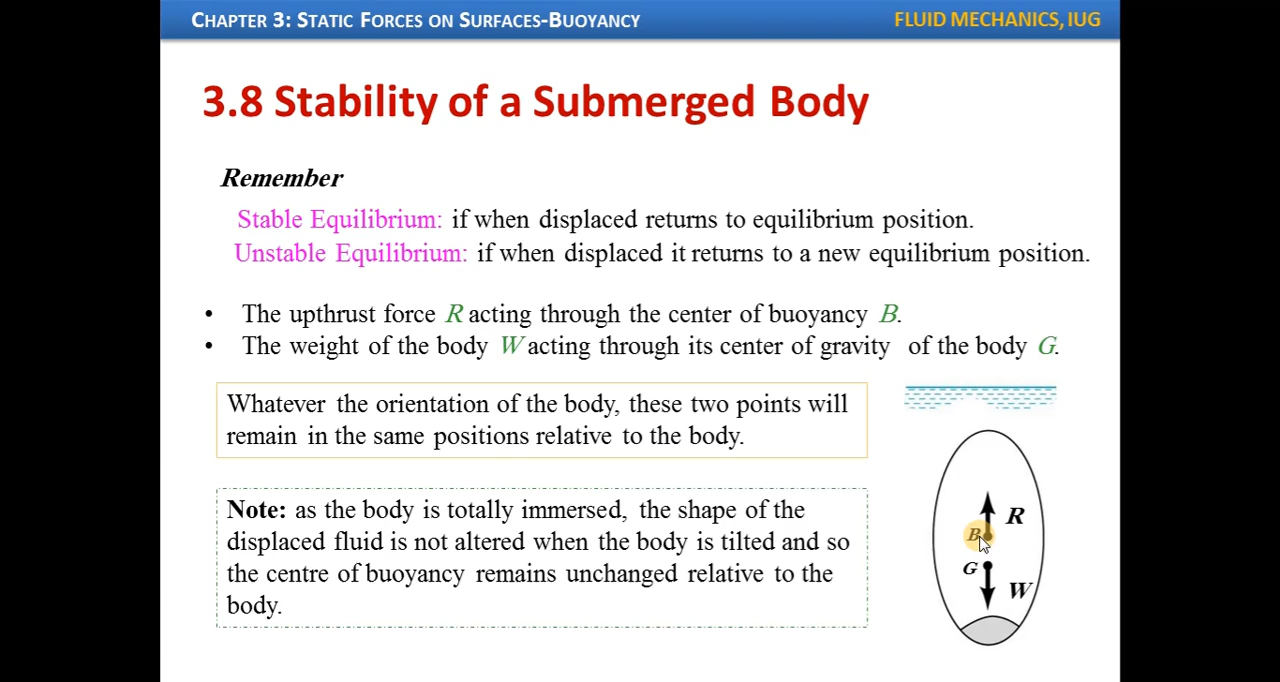 CHAPTER 3: STATIC FORCES ON SURFACES-BUOYANCY
FLUID MECHANICS, IUG
3.8 Stability of a Submerged Body
Remember
Stable Equilibrium: if when displaced returns to equilibrium position.
Unstable Equilibrium: if when displaced it returns to a new equilibrium position.
• The upthrust force R acting through the center of buoyancy B.
• The weight of the body W acting through its center of gravity of the body G.
Whatever the orientation of the body, these two points will
remain in the same positions relative to the body.
Note: as the body is totally immersed, the shape of the
displaced fluid is not altered when the body is tilted and so
the centre of buoyancy remains unchanged relative to the
body.
R
B
G
W